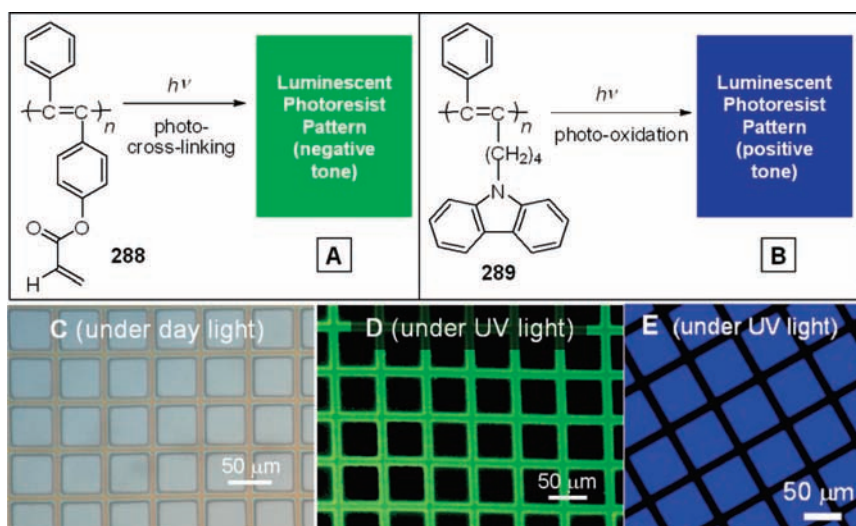 hν
photo-
cross-linking
Luminescent
Photoresist
Pattern
(negative
tone)
C=C
n
O
O
H
288
A
hν
photo-oxidation
Luminescent
Photoresist
Pattern
(positive
tone)
C=C
n
(CH2)4
N
289
B
C (under day light)
50 μm
D (under UV light)
50 μm
E (under UV light)
50 μm